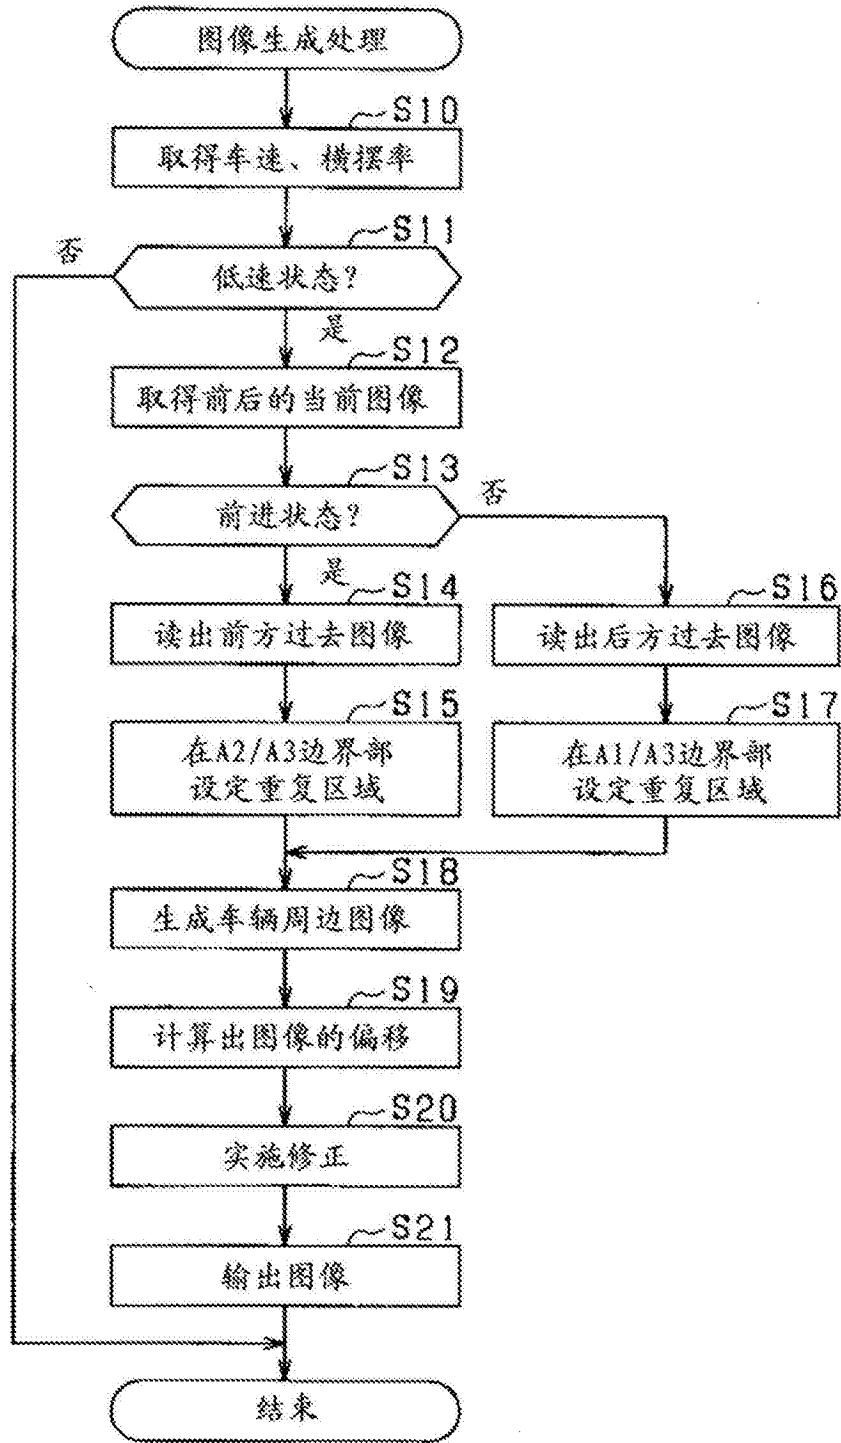 图像生成处理
S10
取得车速、横摆率
S11
否
低速状态？
是
S12
取得前后的当前图像
S13
否
前进状态？
是
S14
S16
读出前方过去图像
读出后方过去图像
S15
S17
在A2/A3边界部
设定重复区域
在A1/A3边界部
设定重复区域
S18
生成车辆周边图像
S19
计算出图像的偏移
S20
实施修正
S21
输出图像
结束